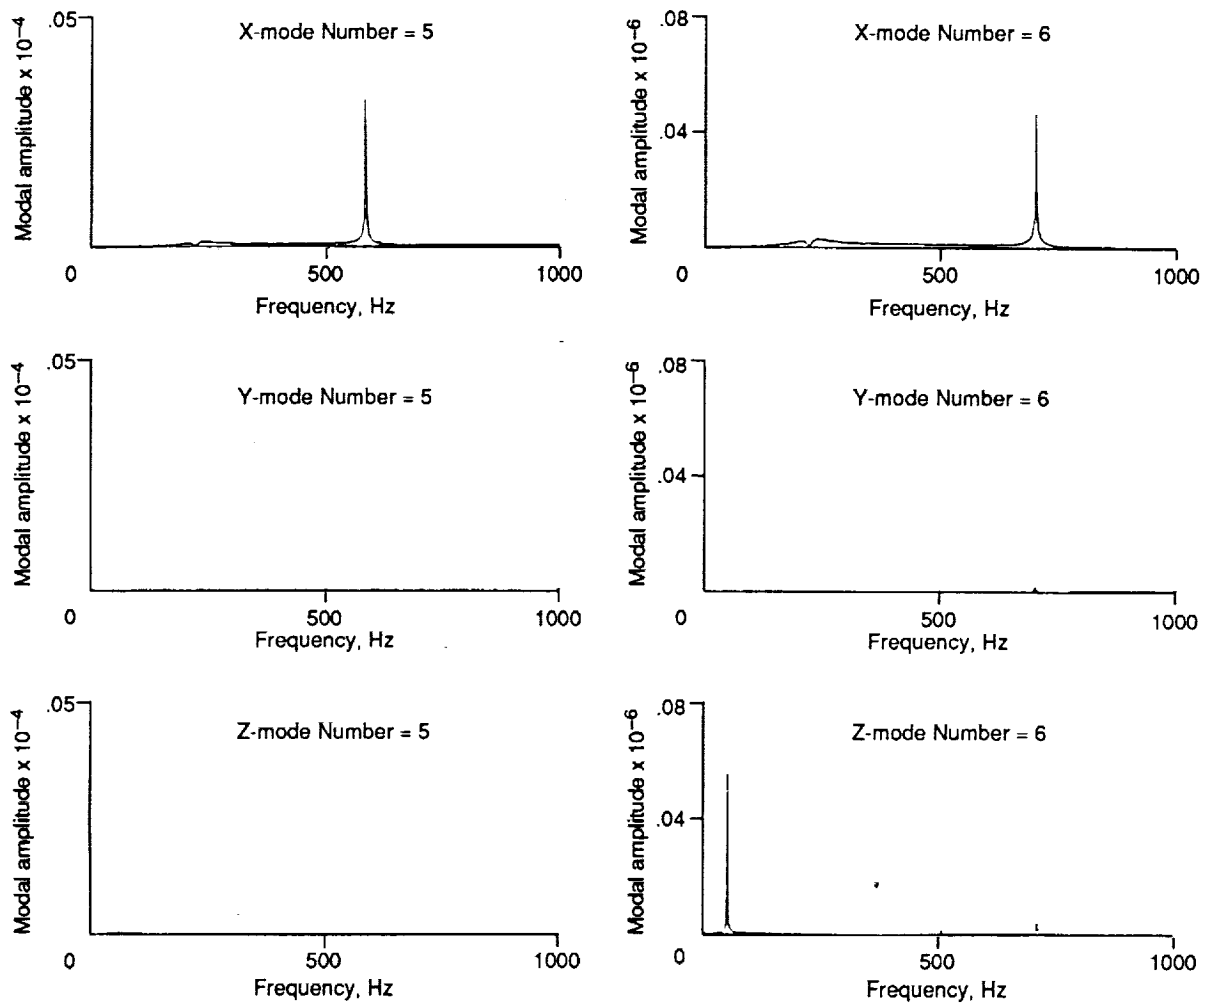 .05
X-mode Number = 5
Modal amplitude x 10⁻⁴
0
500
1000
Frequency, Hz
.08
X-mode Number = 6
.04
Modal amplitude x 10⁻⁶
0
500
1000
Frequency, Hz
.05
Y-mode Number = 5
Modal amplitude x 10⁻⁴
0
500
1000
Frequency, Hz
.08
Y-mode Number = 6
.04
Modal amplitude x 10⁻⁶
0
500
1000
Frequency, Hz
.05
Z-mode Number = 5
Modal amplitude x 10⁻⁴
0
500
1000
Frequency, Hz
.08
Z-mode Number = 6
.04
Modal amplitude x 10⁻⁶
0
500
1000
Frequency, Hz